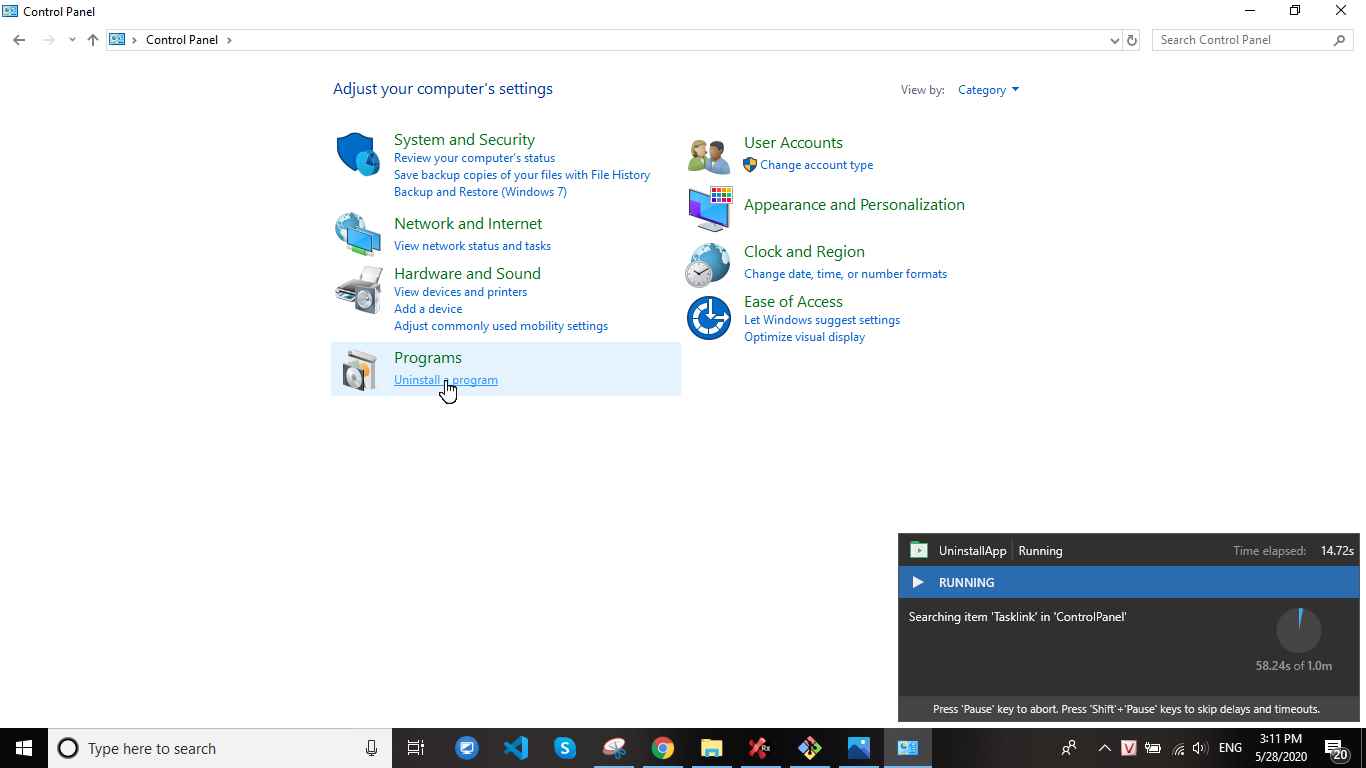 Control Panel
Control Panel
Search Control Panel
Adjust your computer's settings
View by: Category
System and Security
Review your computer's status
Save backup copies of your files with File History
Backup and Restore (Windows 7)
Network and Internet
View network status and tasks
Hardware and Sound
View devices and printers
Add a device
Adjust commonly used mobility settings
Programs
Uninstall a program
User Accounts
Change account type
Appearance and Personalization
Clock and Region
Change date, time, or number formats
Ease of Access
Let Windows suggest settings
Optimize visual display
UninstallApp Running Time elapsed: 14.72s
RUNNING
Searching item 'Tasklink' in 'ControlPanel'
58.24s of 1.0m
Press 'Pause' key to abort. Press 'Shift'+'Pause' keys to skip delays and timeouts.
Type here to search
Rx
V
ENG
3:11 PM
5/28/2020
20